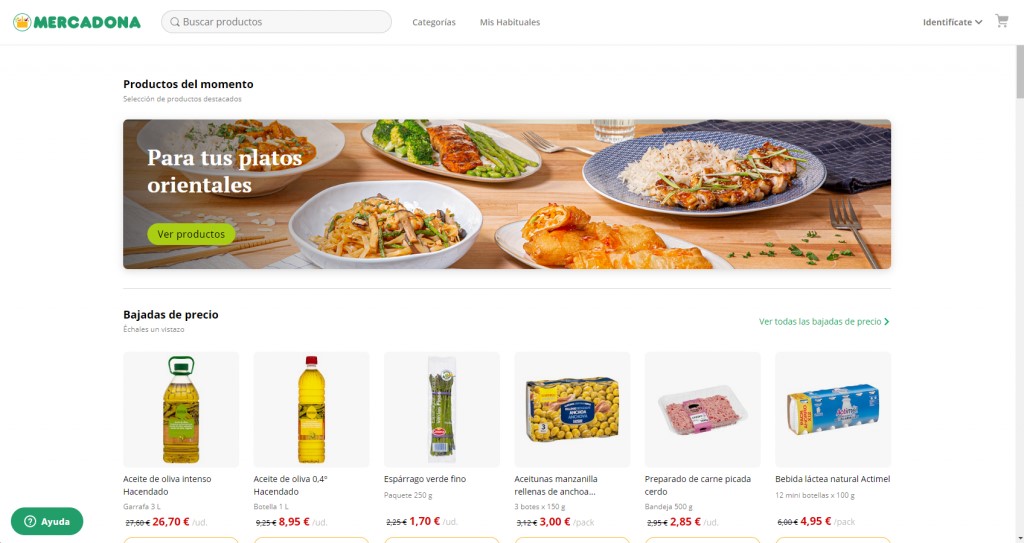 MERCADONA
Buscar productos
Categorías
Mis Habituales
Identifícate
Productos del momento
Selección de productos destacados
Para tus platos
orientales
Ver productos
Bajadas de precio
Échales un vistazo
Ver todas las bajadas de precio
Aceite de oliva intenso
Hacendado
Garrafa 3 L
27,60 € 26,70 € /ud.
Aceite de oliva 0,4º
Hacendado
Botella 1 L
9,25 € 8,95 € /ud.
Espárrago verde fino
Paquete 250 g
2,25 € 1,70 € /ud.
Aceitunas manzanilla
rellenas de anchoa...
3 botes x 150 g
3,12 € 3,00 € /pack
Preparado de carne picada
cerdo
Bandeja 500 g
2,95 € 2,85 € /ud.
Bebida láctea natural Actimel
12 mini botellas x 100 g
6,00 € 4,95 € /pack
Ayuda